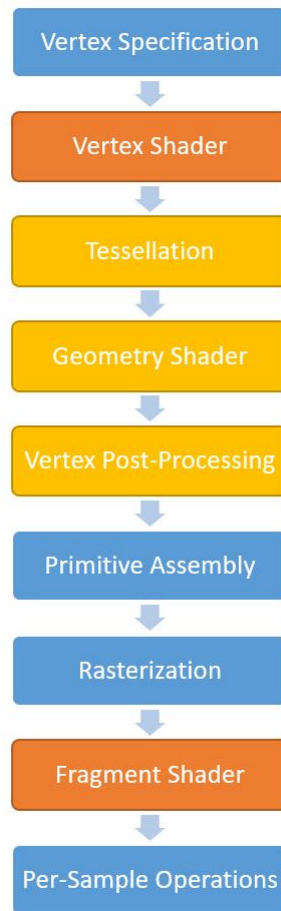 Vertex Specification
Vertex Shader
Tessellation
Geometry Shader
Vertex Post-Processing
Primitive Assembly
Rasterization
Fragment Shader
Per-Sample Operations